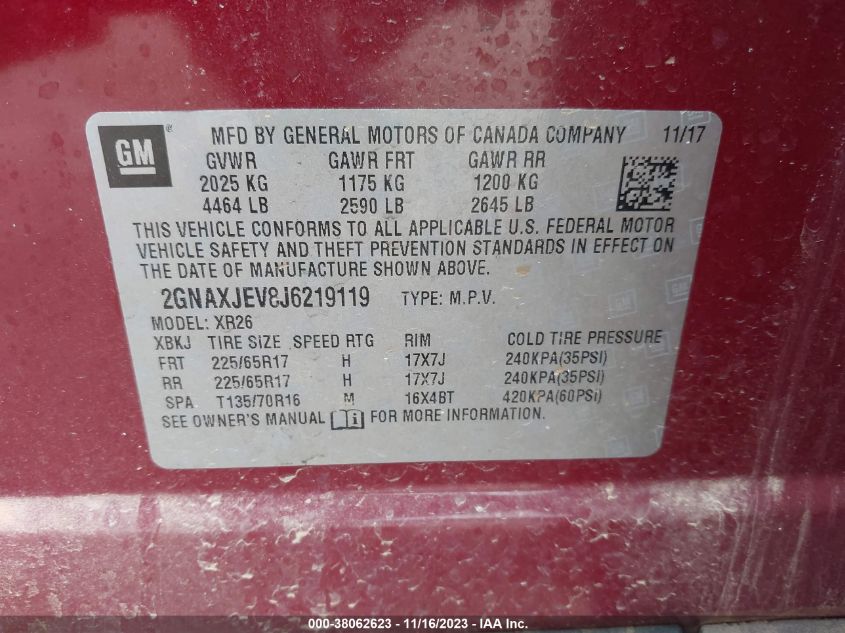 GM ® MFD BY GENERAL MOTORS OF CANADA COMPANY 11/17
GVWR GAWR FRT GAWR RR
2025 KG 1175 KG 1200 KG
4464 LB 2590 LB 2645 LB
THIS VEHICLE CONFORMS TO ALL APPLICABLE U.S. FEDERAL MOTOR
VEHICLE SAFETY AND THEFT PREVENTION STANDARDS IN EFFECT ON
THE DATE OF MANUFACTURE SHOWN ABOVE.
2GNAXJEV8J6219119 TYPE: M.P.V.
MODEL: XR26
XBKJ TIRE SIZE SPEED RTG RIM COLD TIRE PRESSURE
FRT 225/65R17 H 17X7J 240KPA(35PSI)
RR 225/65R17 H 17X7J 240KPA(35PSI)
SPA T135/70R16 M 16X4BT 420KPA(60PSI)
SEE OWNER'S MANUAL FOR MORE INFORMATION.
000-38062623 - 11/16/2023 - IAA Inc.